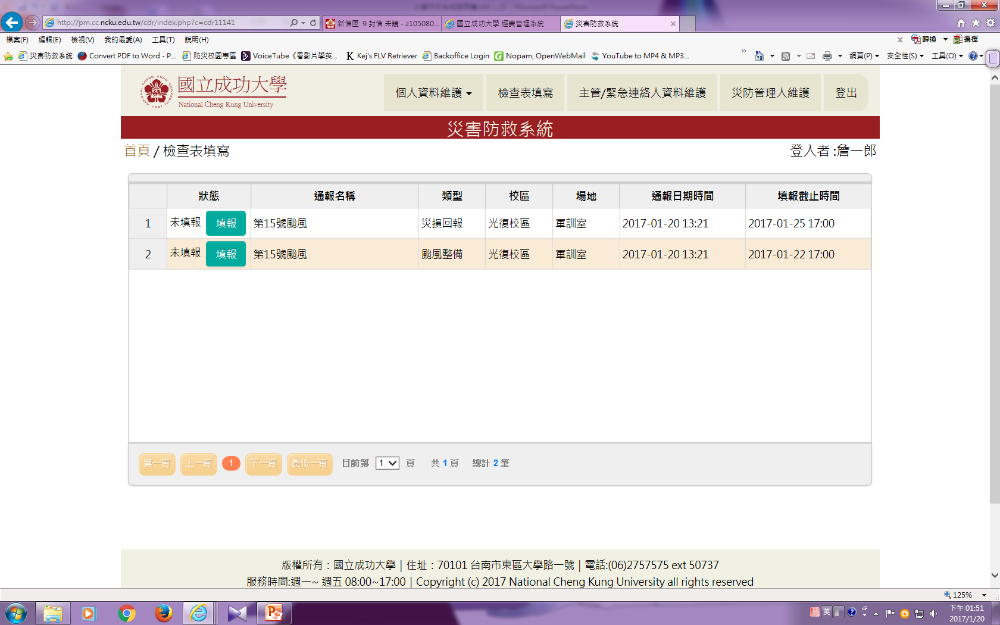 http://pm.cc.ncku.edu.tw/cdr/index.php?c=cdr11141
新信匣: 9 封信 未讀 - z105080...
國立成功大學 經費管理系統
災害防救系統
檔案(F) 編輯(E) 檢視(V) 我的最愛(A) 工具(T) 說明(H)
轉換 選擇
災害防救系統 Convert PDF to Word - P... 防災校園專區 VoiceTube《看影片學英... Kej's FLV Retriever Backoffice Login Nopam, OpenWebMail YouTube to MP4 & MP3...
網頁(P) 安全性(S) 工具(O)
國立成功大學
National Cheng Kung University
個人資料維護 檢查表填寫 主管/緊急連絡人資料維護 災防管理人維護 登出
災害防救系統
首頁 / 檢查表填寫
登入者 :詹一郎
狀態 通報名稱 類型 校區 場地 通報日期時間 填報截止時間
1 未填報 填報 第15號颱風 災損回報 光復校區 軍訓室 2017-01-20 13:21 2017-01-25 17:00
2 未填報 填報 第15號颱風 颱風整備 光復校區 軍訓室 2017-01-20 13:21 2017-01-22 17:00
第一頁 上一頁 1 下一頁 最後一頁 目前第 1 頁 共 1 頁 總計 2 筆
版權所有：國立成功大學 | 住址：70101 台南市東區大學路一號 | 電話:(06)2757575 ext 50737
服務時間:週一~ 週五 08:00~17:00 | Copyright (c) 2017 National Cheng Kung University all rights reserved
125%
易 英
下午 01:51
2017/1/20